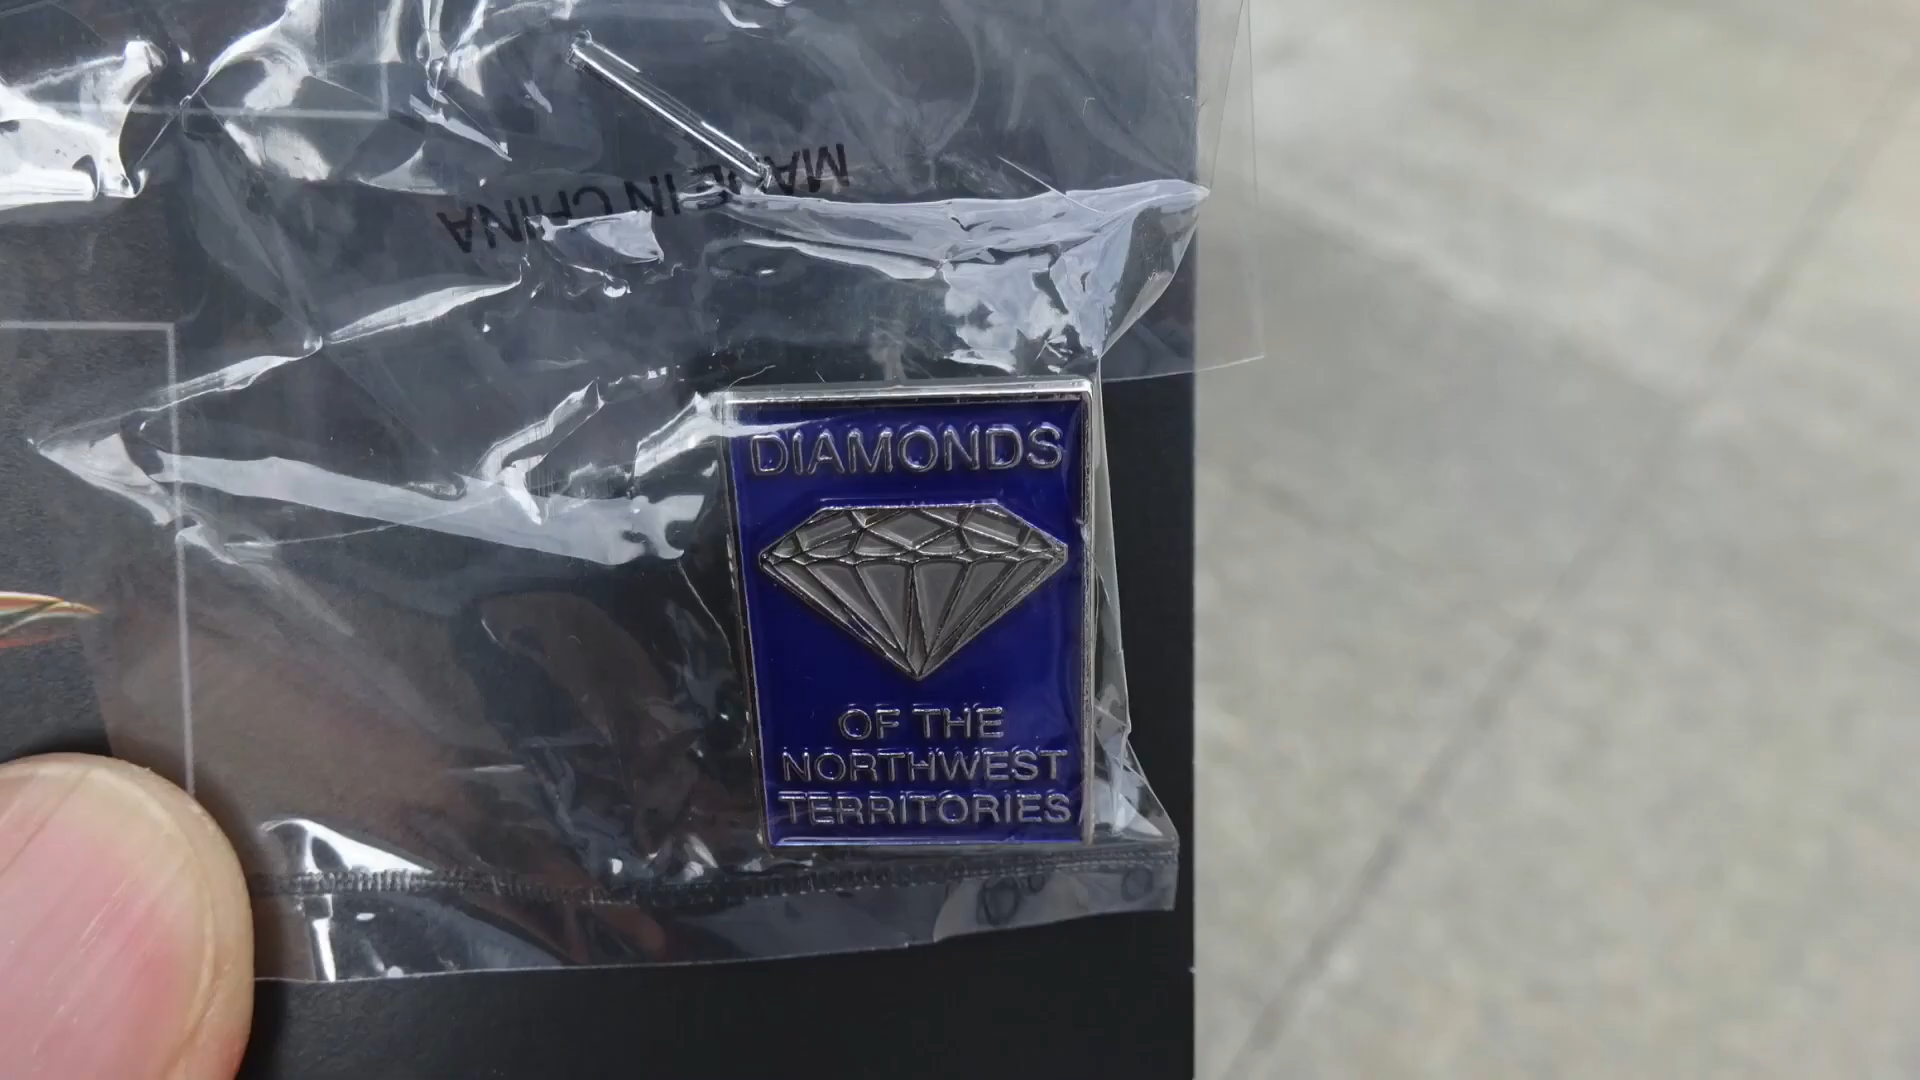 MADE IN CHINA
DIAMONDS
OF THE
NORTHWEST
TERRITORIES